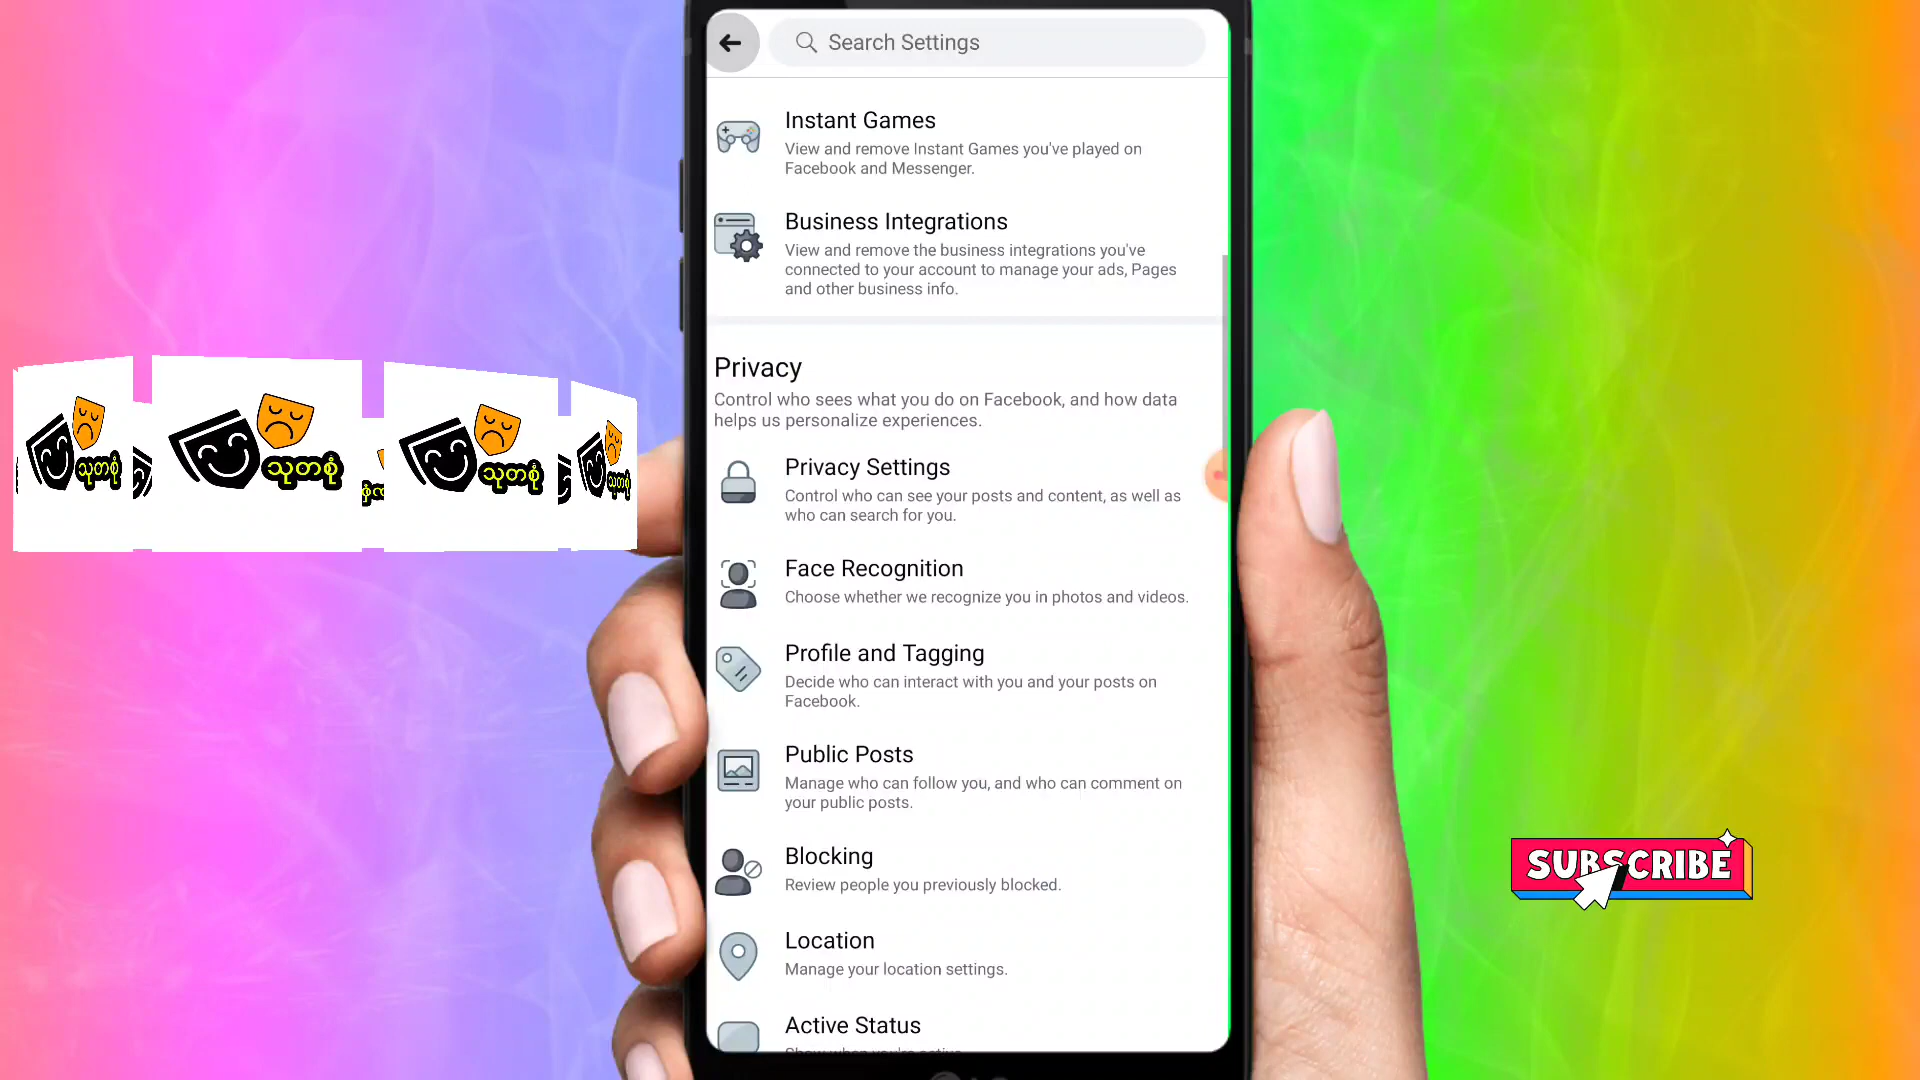 Search Settings
Instant Games
View and remove Instant Games you've played on
Facebook and Messenger.
Business Integrations
View and remove the business integrations you've
connected to your account to manage your ads, Pages
and other business info.
Privacy
Control who sees what you do on Facebook, and how data
helps us personalize experiences.
Privacy Settings
Control who can see your posts and content, as well as
who can search for you.
Face Recognition
Choose whether we recognize you in photos and videos.
Profile and Tagging
Decide who can interact with you and your posts on
Facebook.
Public Posts
Manage who can follow you, and who can comment on
your public posts.
Blocking
Review people you previously blocked.
Location
Manage your location settings.
Active Status
သုတစုံ
သုတစုံ
သုတစုံ
သုတစုံ
SUBSCRIBE